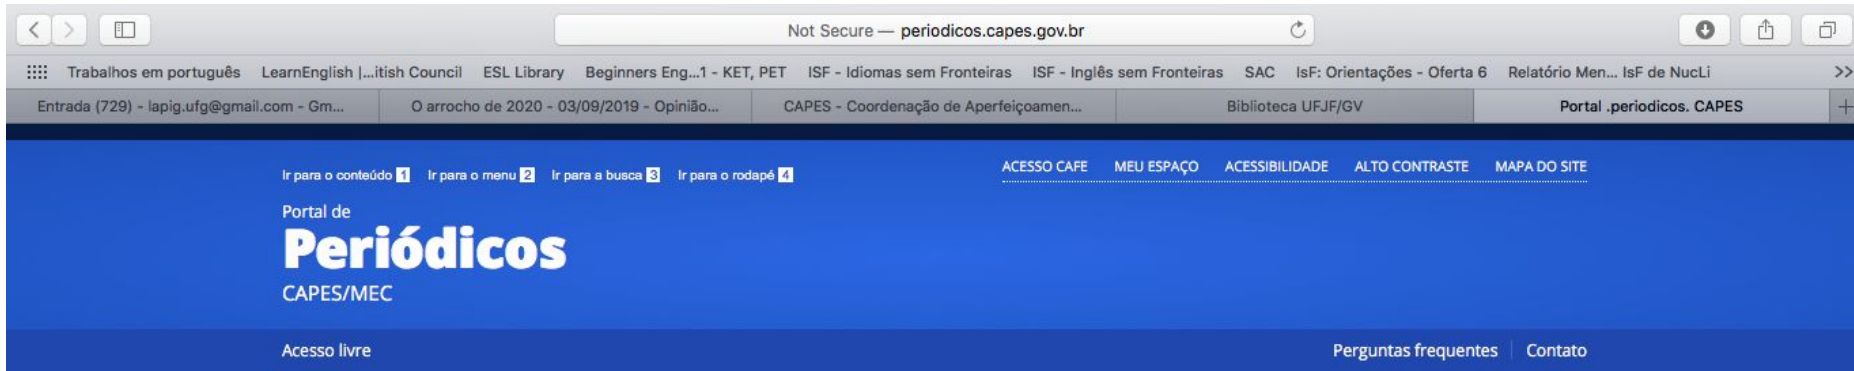 Not Secure — periodicos.capes.gov.br
Trabalhos em português LearnEnglish |...itish Council ESL Library Beginners Eng...1 - KET, PET ISF - Idiomas sem Fronteiras ISF - Inglês sem Fronteiras SAC IsF: Orientações - Oferta 6 Relatório Men... IsF de NucLi >>
Entrada (729) - lapig.ufg@gmail.com - Gm... O arrocho de 2020 - 03/09/2019 - Opinião... CAPES - Coordenação de Aperfeiçoamen... Biblioteca UFJF/GV Portal .periodicos. CAPES +
Ir para o conteúdo 1 Ir para o menu 2 Ir para a busca 3 Ir para o rodapé 4 ACESSO CAFE MEU ESPAÇO ACESSIBILIDADE ALTO CONTRASTE MAPA DO SITE
Portal de
Periódicos
CAPES/MEC
Acesso livre Perguntas frequentes Contato